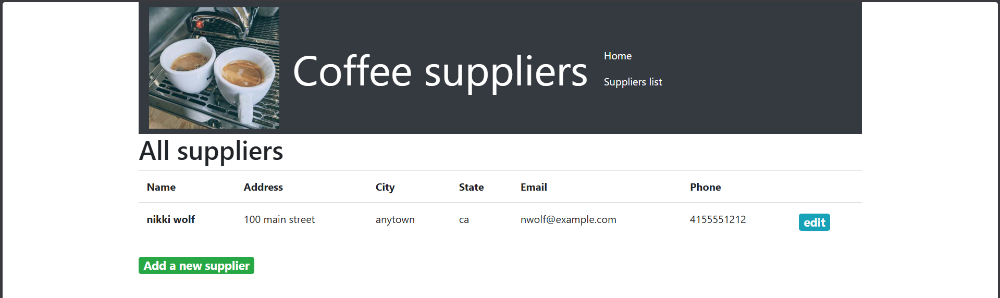 Coffee suppliers
Home
Suppliers list
All suppliers
Name Address City State Email Phone
nikki wolf 100 main street anytown ca nwolf@example.com 4155551212 edit
Add a new supplier